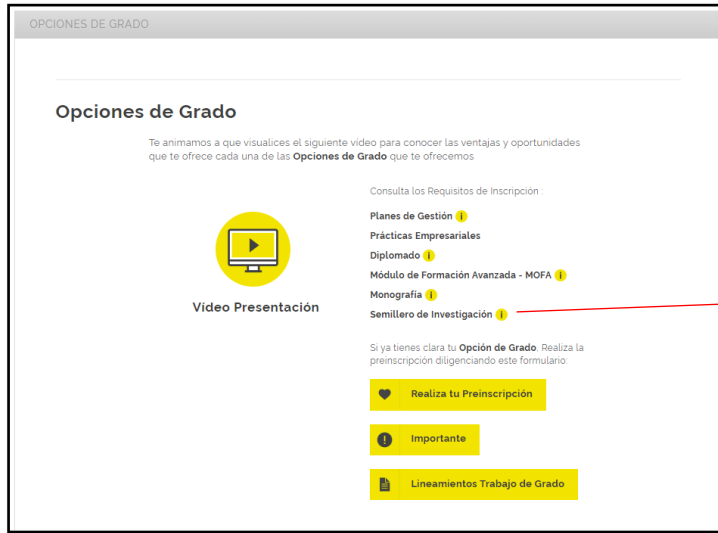 OPCIONES DE GRADO
Opciones de Grado
Te animamos a que visualices el siguiente vídeo para conocer las ventajas y oportunidades
que te ofrece cada una de las Opciones de Grado que te ofrecemos
Vídeo Presentación
Consulta los Requisitos de Inscripción :
Planes de Gestión i
Prácticas Empresariales
Diplomado i
Módulo de Formación Avanzada - MOFA i
Monografía i
Semillero de Investigación i
Si ya tienes clara tu Opción de Grado, Realiza la
preinscripción diligenciando este formulario:
Realiza tu Preinscripción
Importante
Lineamientos Trabajo de Grado